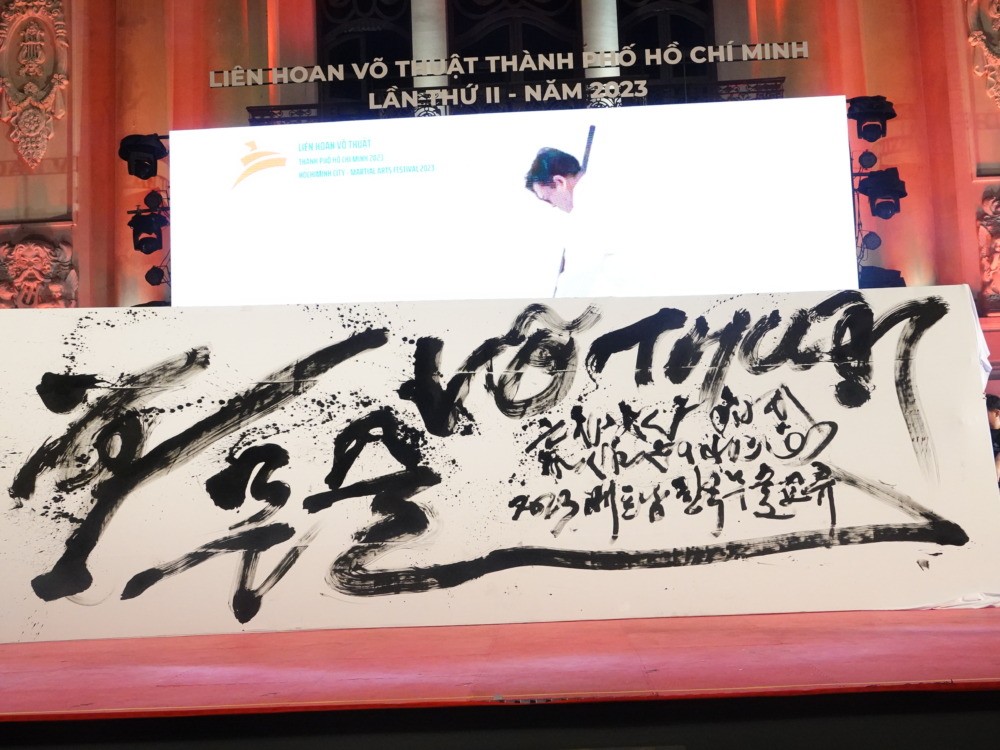 LIÊN HOAN VÕ THUẬT THÀNH PHỐ HỒ CHÍ MINH
LẦN THỨ II - NĂM 2023
LIÊN HOAN VÕ THUẬT
THÀNH PHỐ HỒ CHÍ MINH 2023
HOCHIMINH CITY - MARTIAL ARTS FESTIVAL 2023
VÕ THUẬT
무술
2023 베트남 한국 무술교류